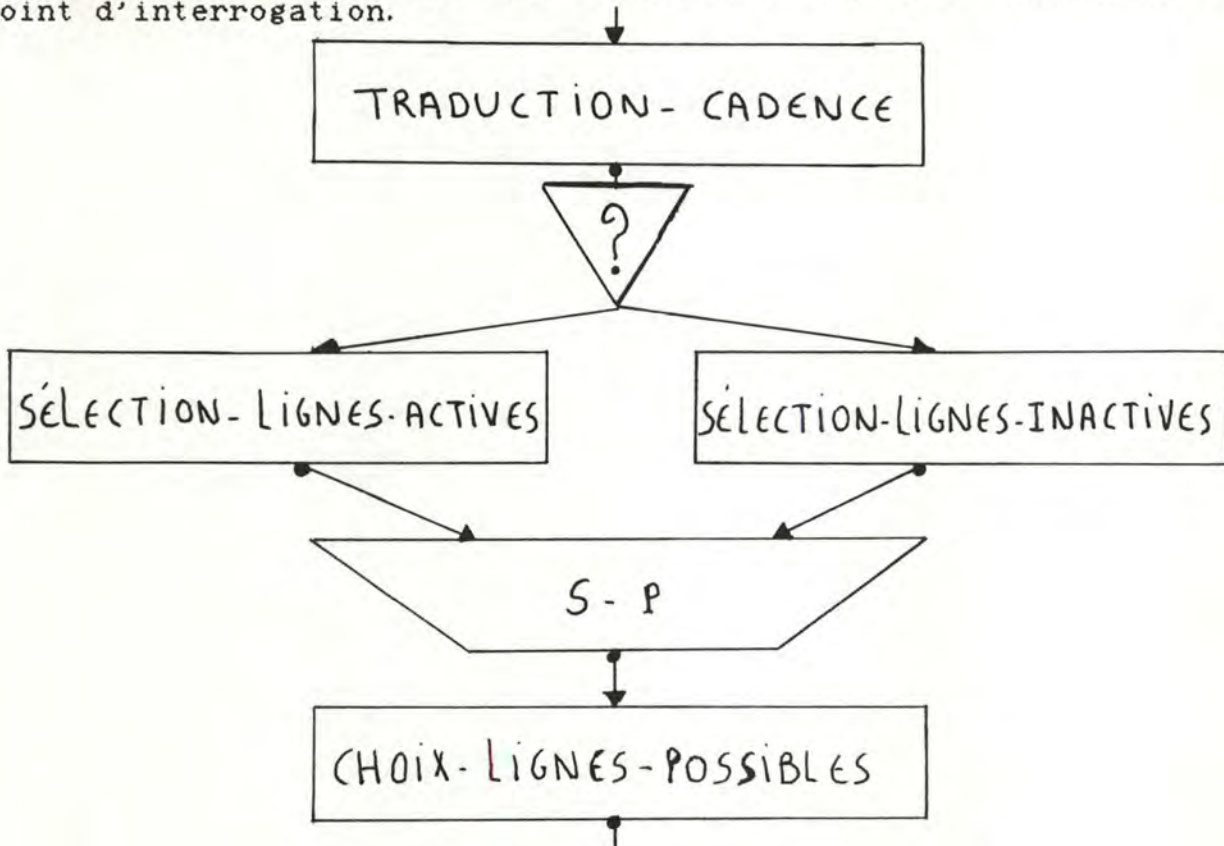 oint d'interrogation.
TRADUCTION - CADENCE
?
SÉLECTION - LIGNES - ACTIVES
SÉLECTION - LIGNES - INACTIVES
S - P
CHOIX - LIGNES - POSSIBLES